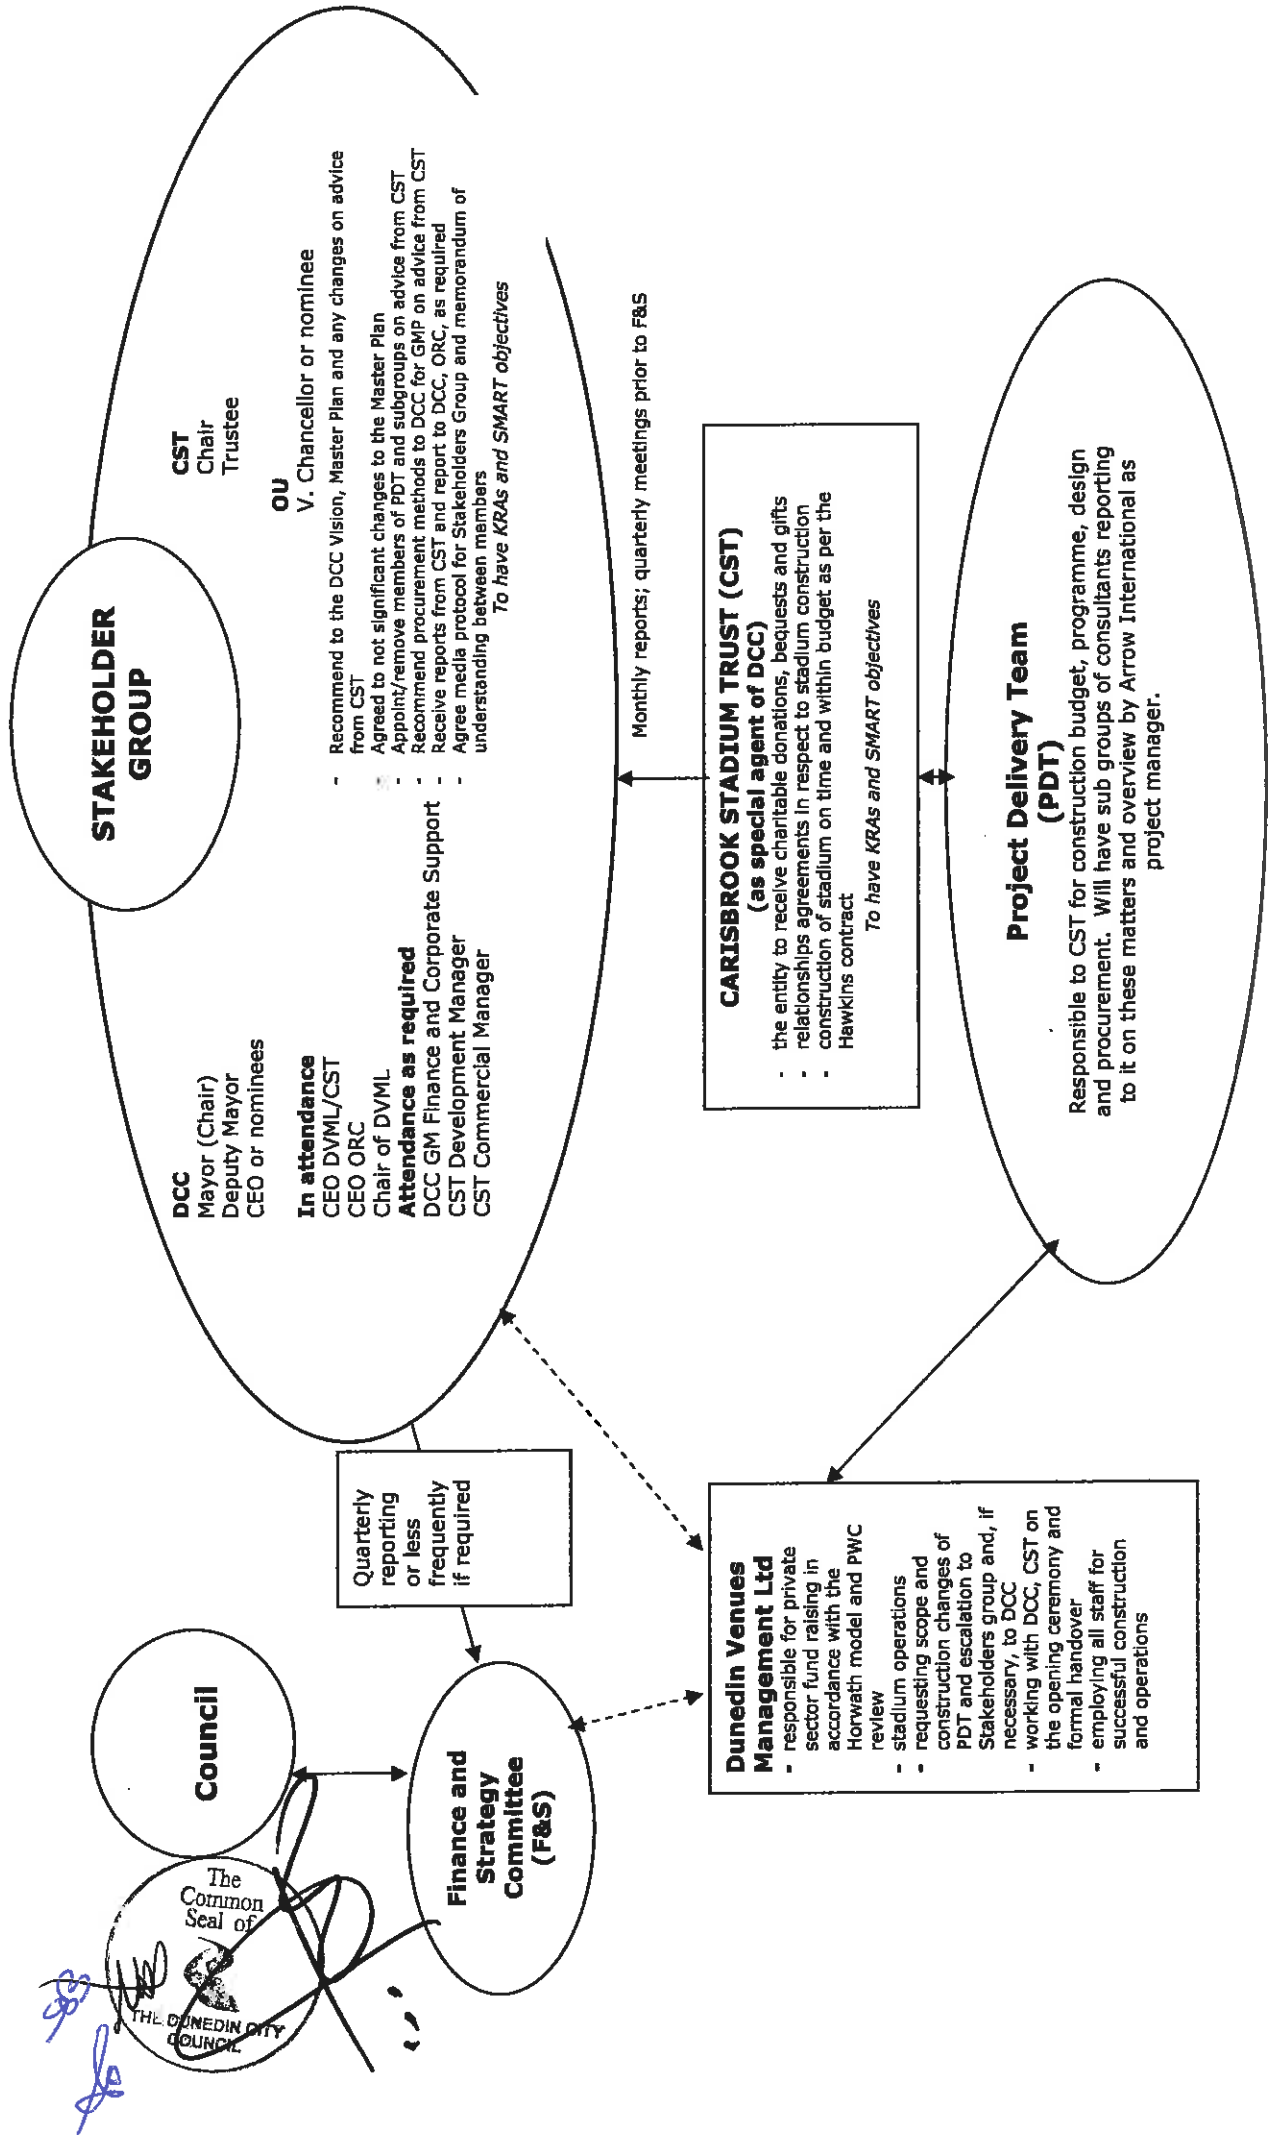 The
Common
Seal of
THE DUNEDIN CITY
COUNCIL
Council
Finance and
Strategy
Committee
(F&S)
Quarterly
reporting
or less
frequently
if required
STAKEHOLDER
GROUP
DCC
Mayor (Chair)
Deputy Mayor
CEO or nominees
In attendance
CEO DVML/CST
CEO ORC
Chair of DVML
Attendance as required
DCC GM Finance and Corporate Support
CST Development Manager
CST Commercial Manager
CST
Chair
Trustee
OU
V. Chancellor or nominee
- Recommend to the DCC Vision, Master Plan and any changes on advice
from CST
- Agreed to not significant changes to the Master Plan
- Appoint/remove members of PDT and subgroups on advice from CST
- Recommend procurement methods to DCC for GMP on advice from CST
- Receive reports from CST and report to DCC, ORC, as required
- Agree media protocol for Stakeholders Group and memorandum of
understanding between members
To have KRAs and SMART objectives
Monthly reports; quarterly meetings prior to F&S
Dunedin Venues
Management Ltd
- responsible for private
sector fund raising in
accordance with the
Horwath model and PWC
review
- stadium operations
- requesting scope and
construction changes of
PDT and escalation to
Stakeholders group and, if
necessary, to DCC
- working with DCC, CST on
the opening ceremony and
formal handover
- employing all staff for
successful construction
and operations
CARISBROOK STADIUM TRUST (CST)
(as special agent of DCC)
- the entity to receive charitable donations, bequests and gifts
- relationships agreements in respect to stadium construction
- construction of stadium on time and within budget as per the
Hawkins contract
To have KRAs and SMART objectives
Project Delivery Team
(PDT)
Responsible to CST for construction budget, programme, design
and procurement. Will have sub groups of consultants reporting
to it on these matters and overview by Arrow International as
project manager.